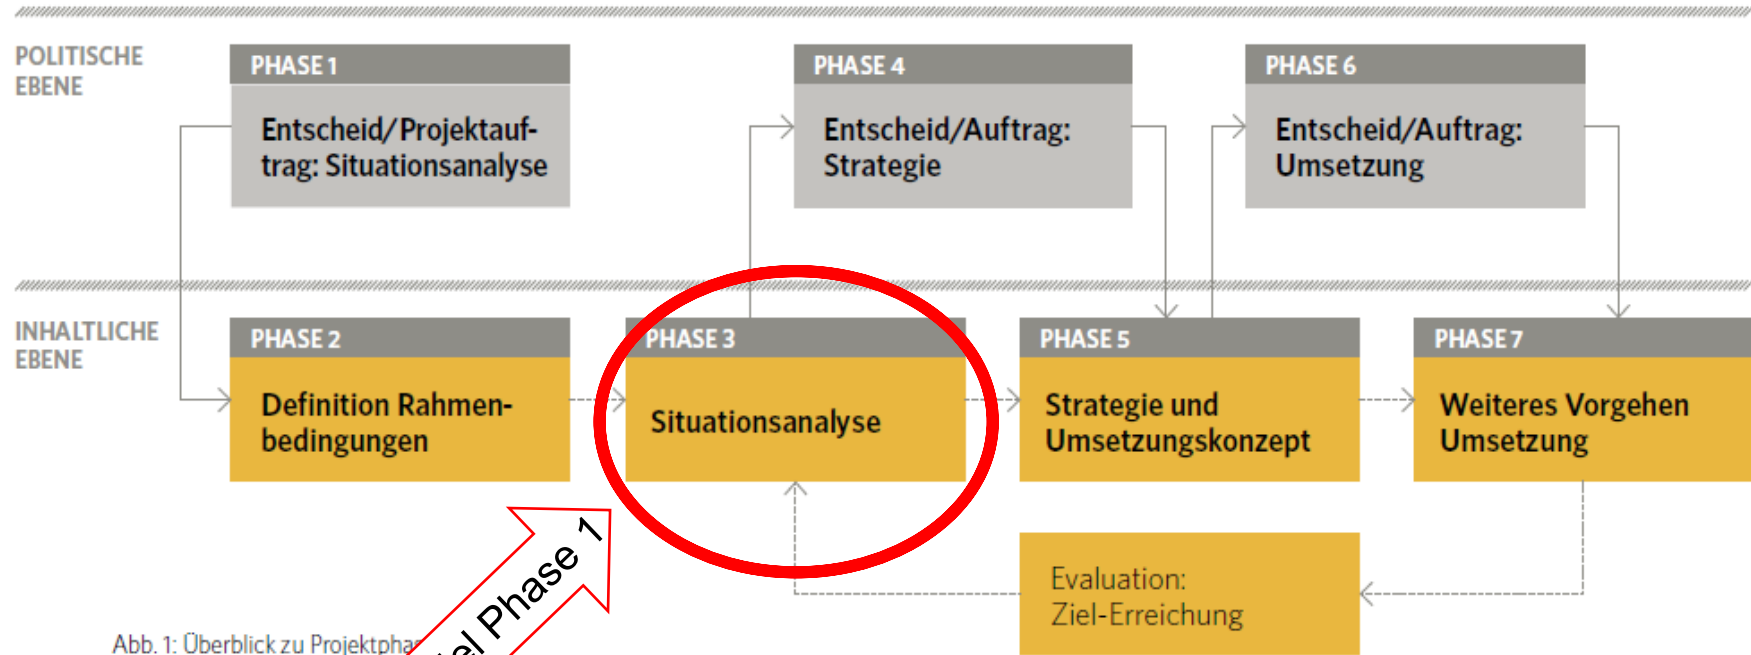 POLITISCHE
EBENE
PHASE 1
Entscheid/Projektauf-
trag: Situationsanalyse
PHASE 4
Entscheid/Auftrag:
Strategie
PHASE 6
Entscheid/Auftrag:
Umsetzung
INHALTLICHE
EBENE
PHASE 2
Definition Rahmen-
bedingungen
PHASE 3
Situationsanalyse
PHASE 5
Strategie und
Umsetzungskonzept
PHASE 7
Weiteres Vorgehen
Umsetzung
Evaluation:
Ziel-Erreichung
Phase 1
Abb. 1: Überblick zu